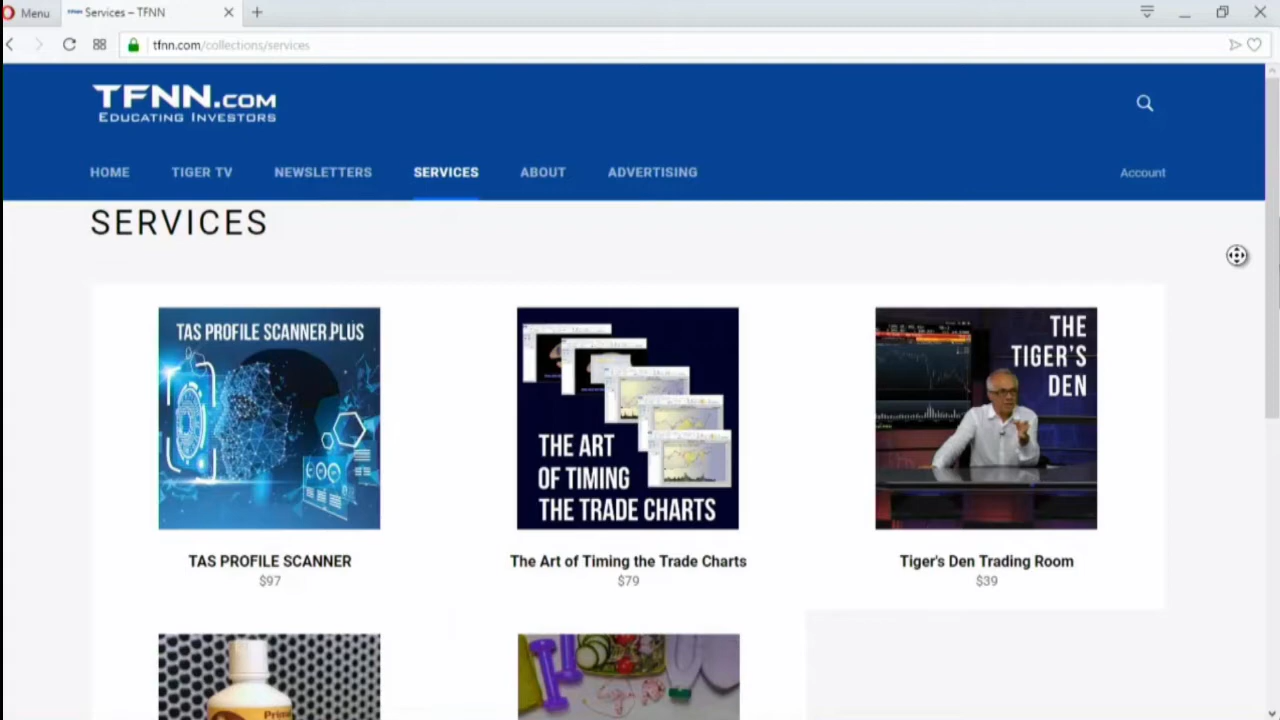 Menu
Services – TFNN
tfnn.com/collections/services
TFNN.COM
EDUCATING INVESTORS
HOME TIGER TV NEWSLETTERS SERVICES ABOUT ADVERTISING Account
SERVICES
TAS PROFILE SCANNER PLUS
THE ART
OF TIMING
THE TRADE CHARTS
THE
TIGER'S
DEN
TAS PROFILE SCANNER
$97
The Art of Timing the Trade Charts
$79
Tiger's Den Trading Room
$39